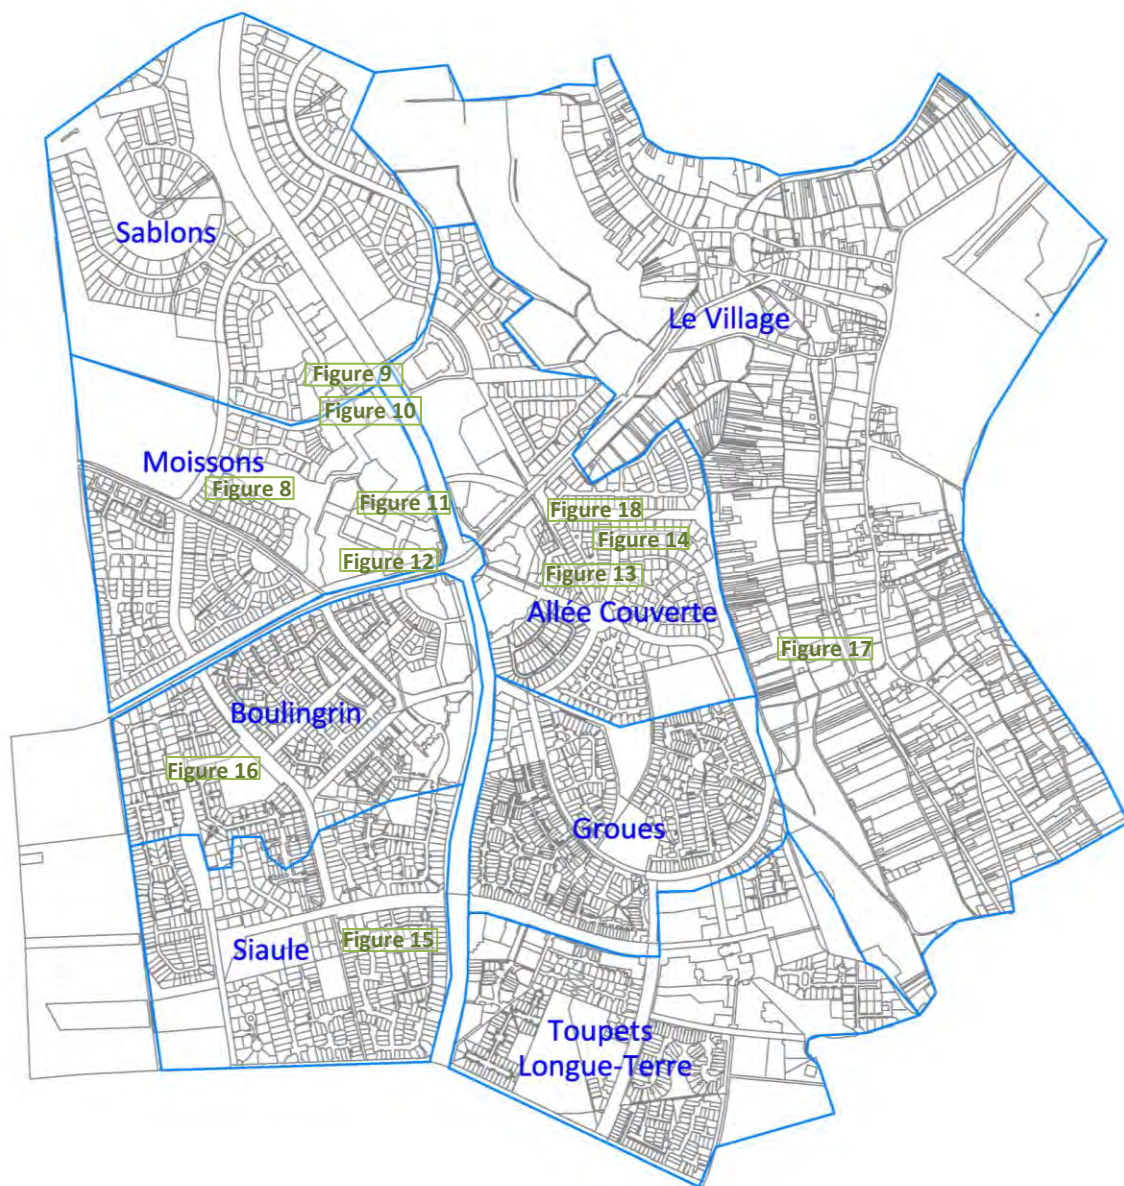 Sablons
Le Village
Figure 9
Figure 10
Moissons
Figure 8
Figure 11
Figure 18
Figure 14
Figure 12
Figure 13
Allée Couverte
Figure 17
Boulingrin
Figure 16
Groues
Siaule
Figure 15
Toupets
Longue-Terre